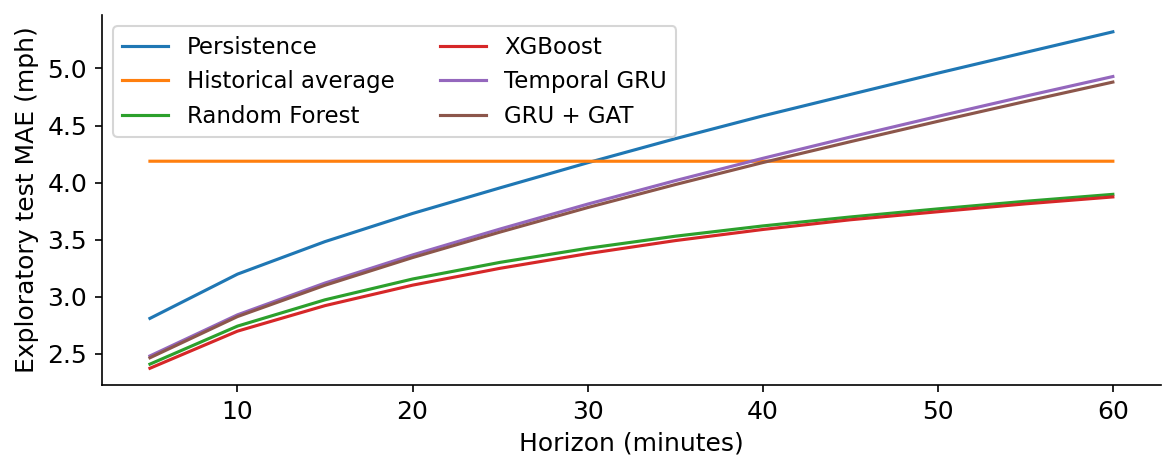 Exploratory test MAE (mph)
5.0
4.5
4.0
3.5
3.0
2.5
Persistence
Historical average
Random Forest
XGBoost
Temporal GRU
GRU + GAT
10 20 30 40 50 60
Horizon (minutes)